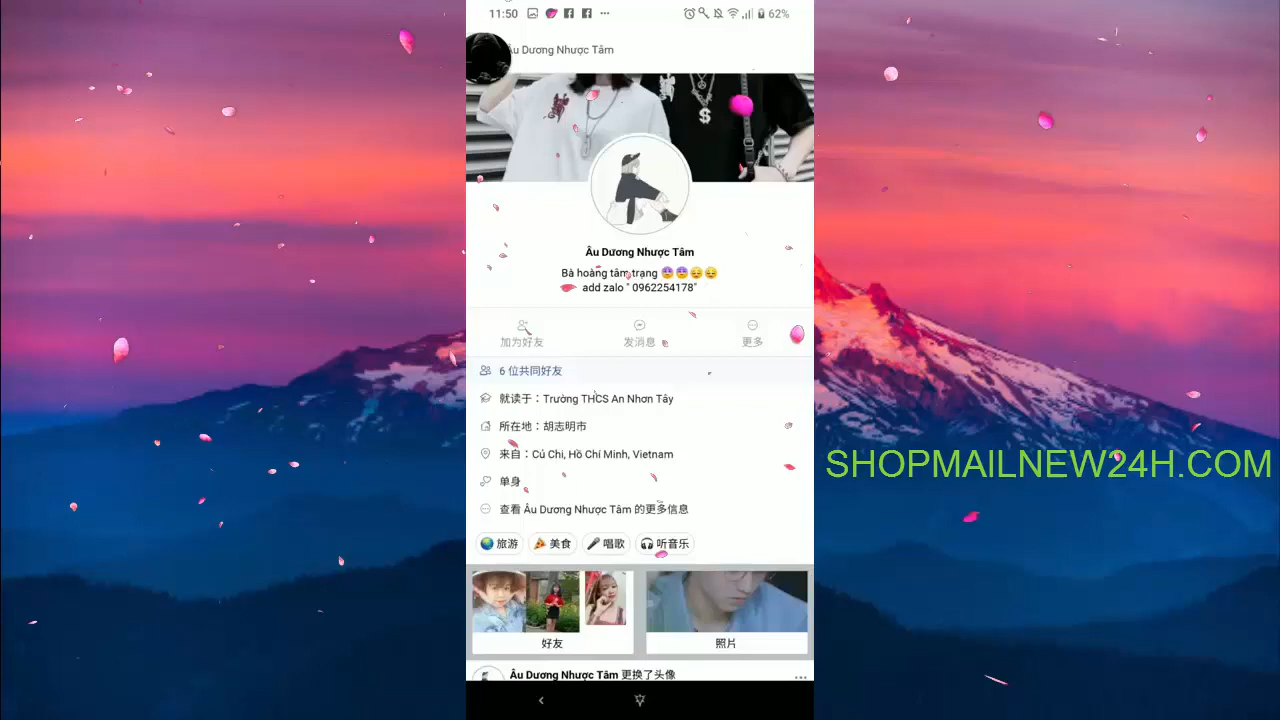 11:50
62%
Âu Dương Nhược Tâm
$
Âu Dương Nhược Tâm
Bà hoàng tâm trạng
add zalo " 0962254178"
加为好友
发消息
更多
6 位共同好友
就读于：Trường THCS An Nhơn Tây
所在地：胡志明市
来自：Củ Chi, Hồ Chí Minh, Vietnam
单身
查看 Âu Dương Nhược Tâm 的更多信息
旅游 美食 唱歌 听音乐
好友
照片
Âu Dương Nhược Tâm 更换了头像
SHOPMAILNEW24H.COM